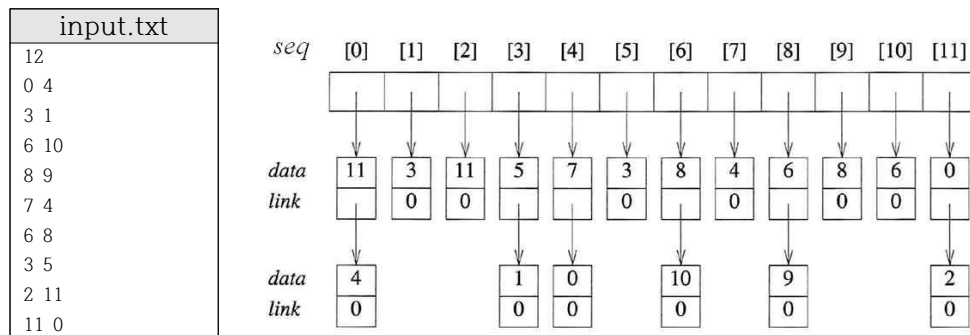 input.txt
12
0 4
3 1
6 10
8 9
7 4
6 8
3 5
2 11
11 0
seq [0] [1] [2] [3] [4] [5] [6] [7] [8] [9] [10] [11]
data 11 3 11 5 7 3 8 4 6 8 6 0
link 0 0 0 0 0 0
data 4 1 0 10 9 2
link 0 0 0 0 0 0